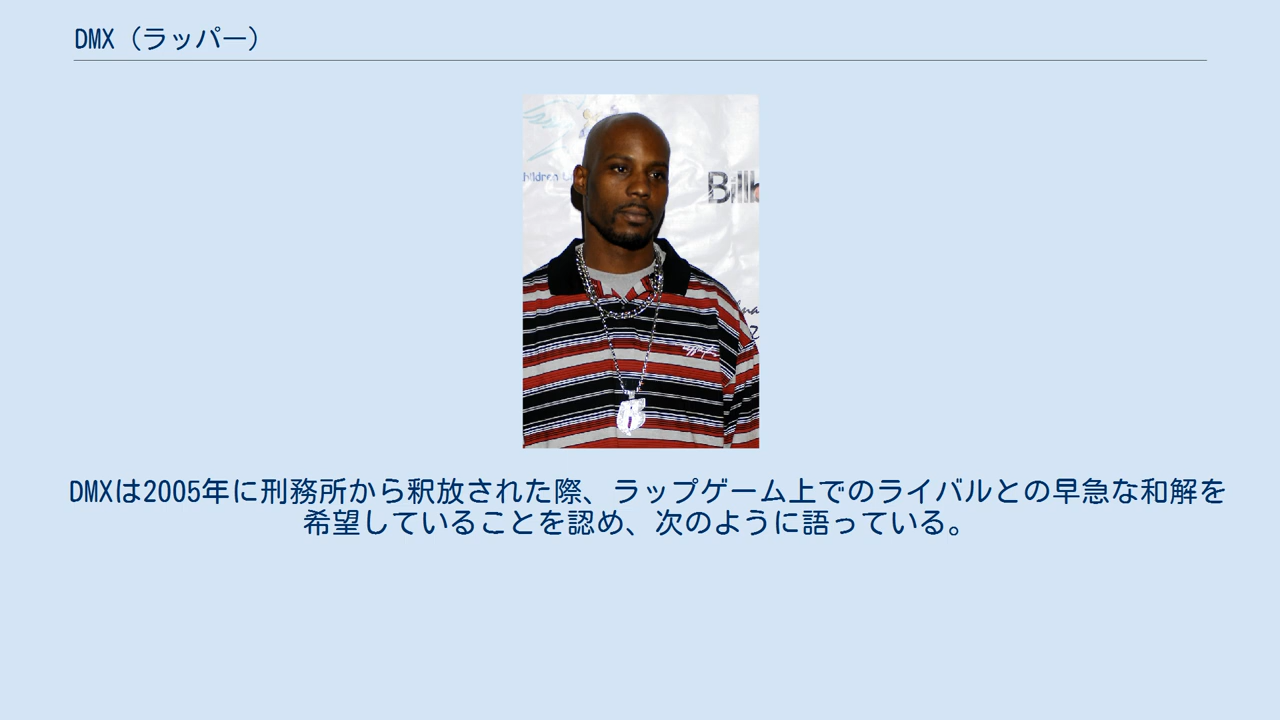 DMX（ラッパー）
hildren
Bill
DMXは2005年に刑務所から釈放された際、ラップゲーム上でのライバルとの早急な和解を
希望していることを認め、次のように語っている。